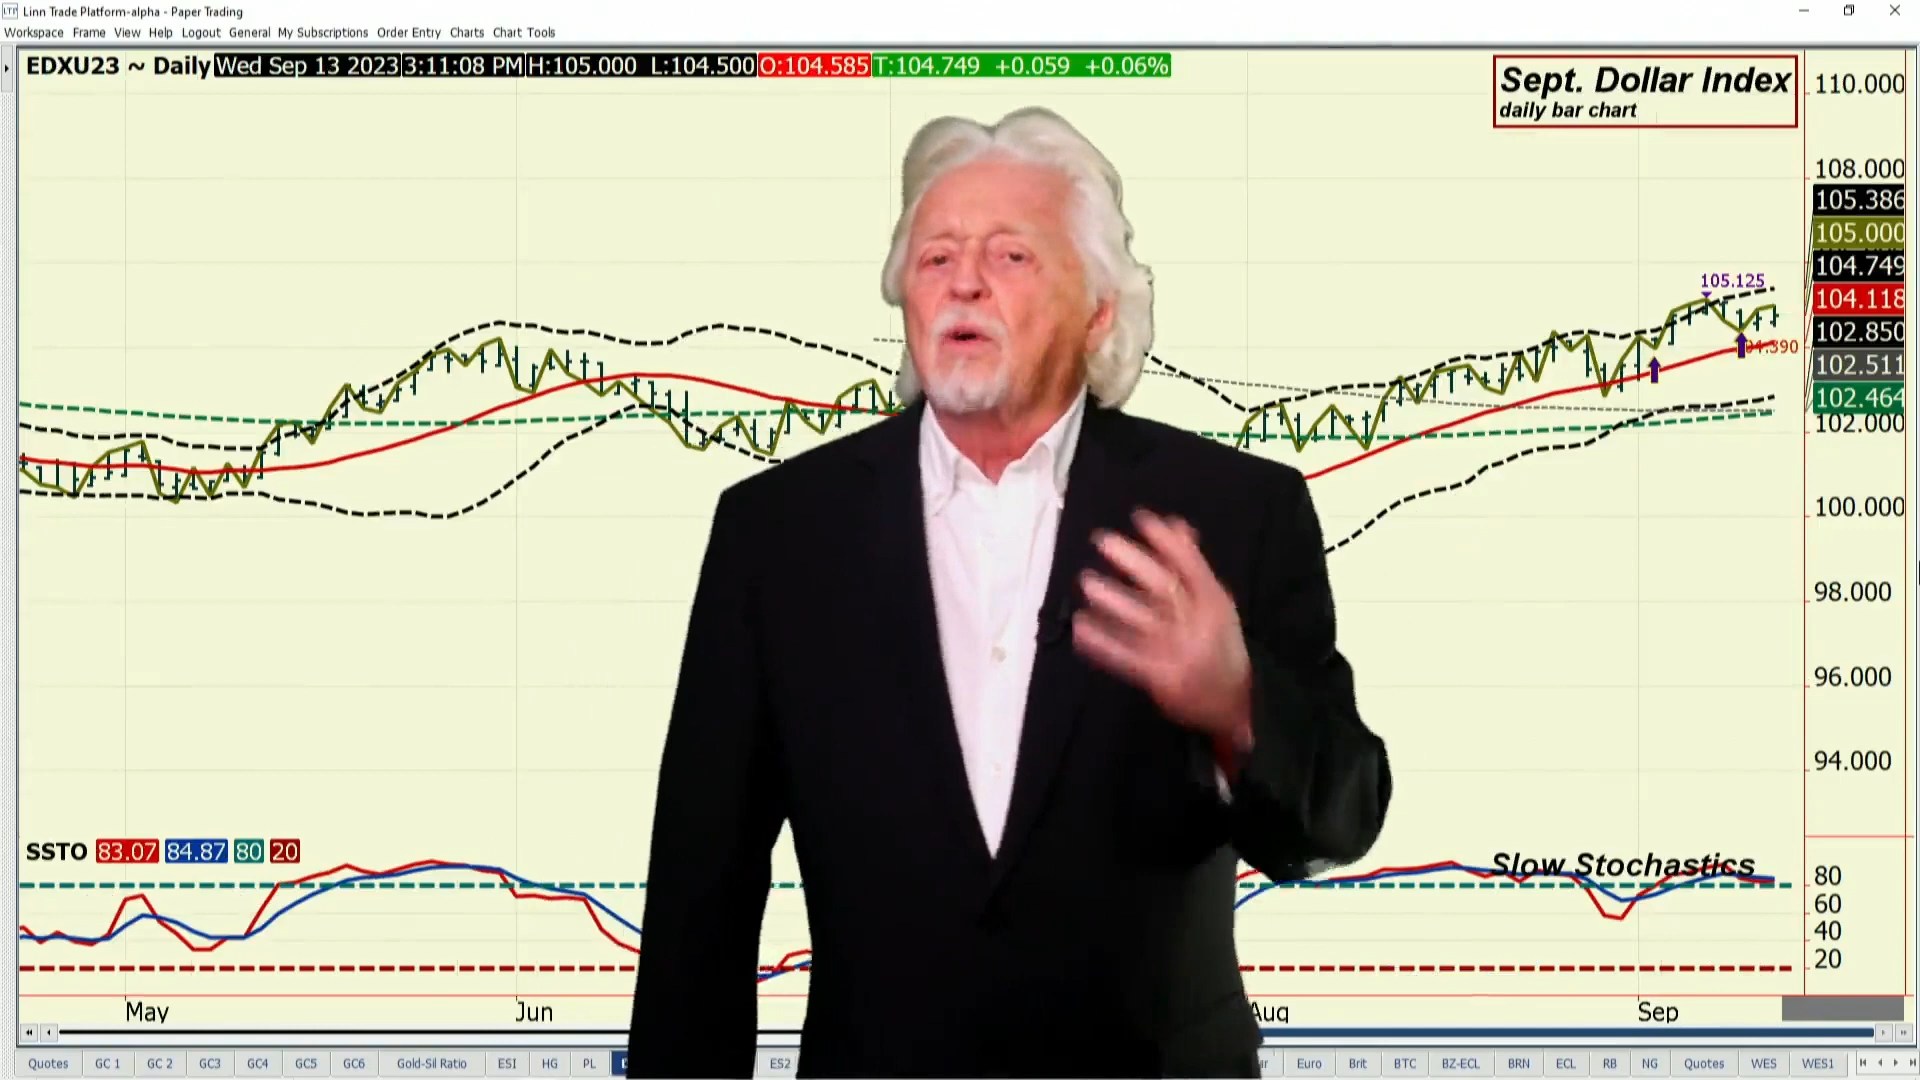 LTP Linn Trade Platform-alpha - Paper Trading
Workspace Frame View Help Logout General My Subscriptions Order Entry Charts Chart Tools
EDXU23 ~ Daily Wed Sep 13 2023 3:11:08 PM H:105.000 L:104.500 O:104.585 T:104.749 +0.059 +0.06%
Sept. Dollar Index
daily bar chart
110.000
108.000
105.386
105.000
104.749
104.118
102.850
102.511
102.464
102.000
100.000
98.000
96.000
94.000
105.125
SSTO 83.07 84.87 80 20
Slow Stochastics
80
60
40
20
May Jun Aug Sep
Quotes GC 1 GC 2 GC3 GC4 GC5 GC6 Gold-Sil Ratio ESI HG PL ES2 Euro Brit BTC BZ-ECL BRN ECL RB NG Quotes WES WES1